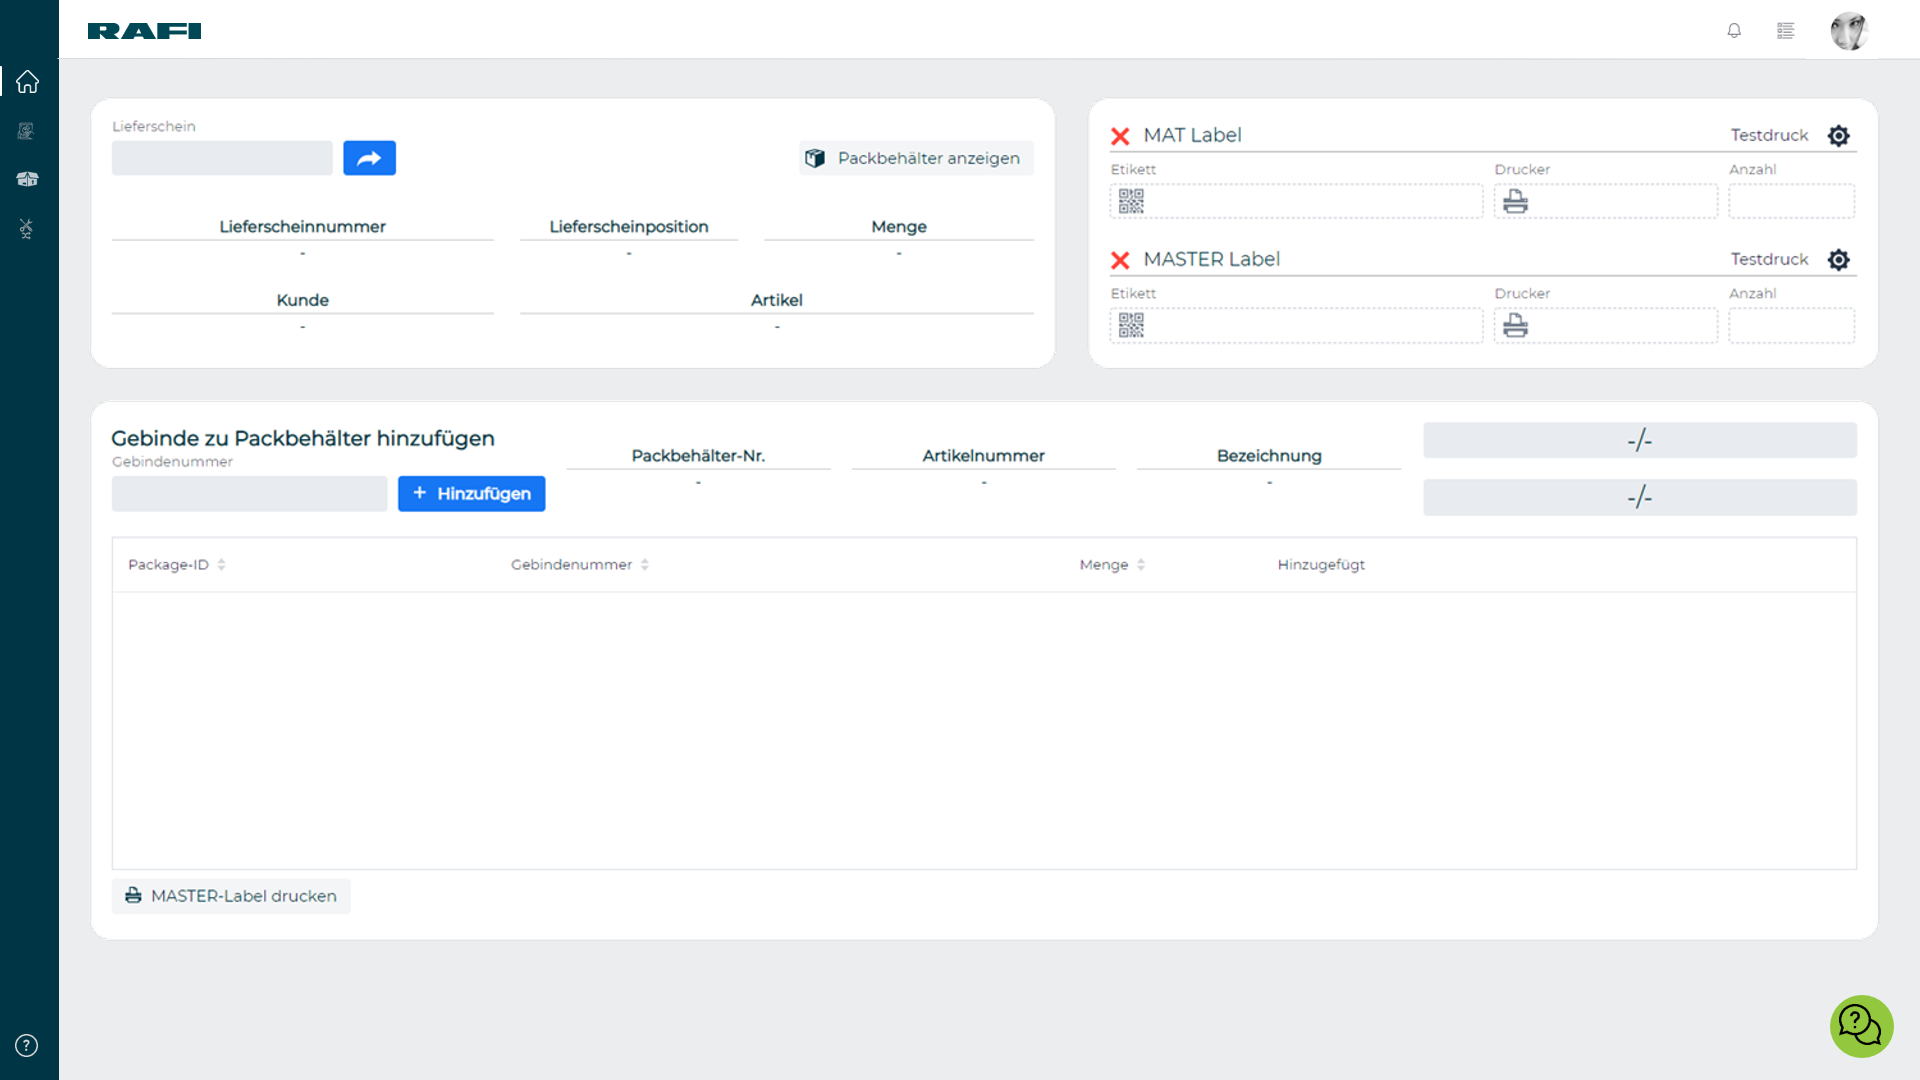 RAFI
Lieferschein
Packbehälter anzeigen
Lieferscheinnummer
-
Lieferscheinposition
-
Menge
-
Kunde
-
Artikel
-
MAT Label
Testdruck
Etikett
Drucker
Anzahl
MASTER Label
Testdruck
Etikett
Drucker
Anzahl
Gebinde zu Packbehälter hinzufügen
Gebindenummer
+ Hinzufügen
Packbehälter-Nr.
-
Artikelnummer
-
Bezeichnung
-
-/-
-/-
Package-ID
Gebindenummer
Menge
Hinzugefügt
MASTER-Label drucken
?
?